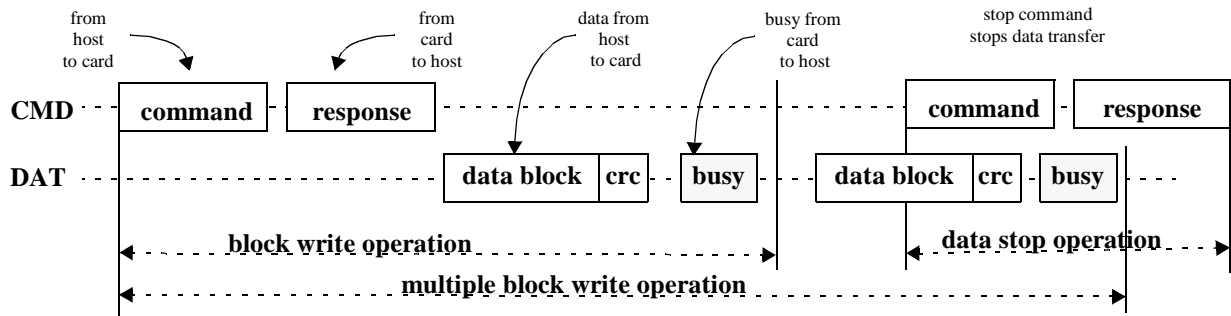 from
host
to card
from
card
to host
data from
host
to card
busy from
card
to host
stop command
stops data transfer
CMD
command
response
command
response
DAT
data block
crc
busy
data block
crc
busy
block write operation
data stop operation
multiple block write operation